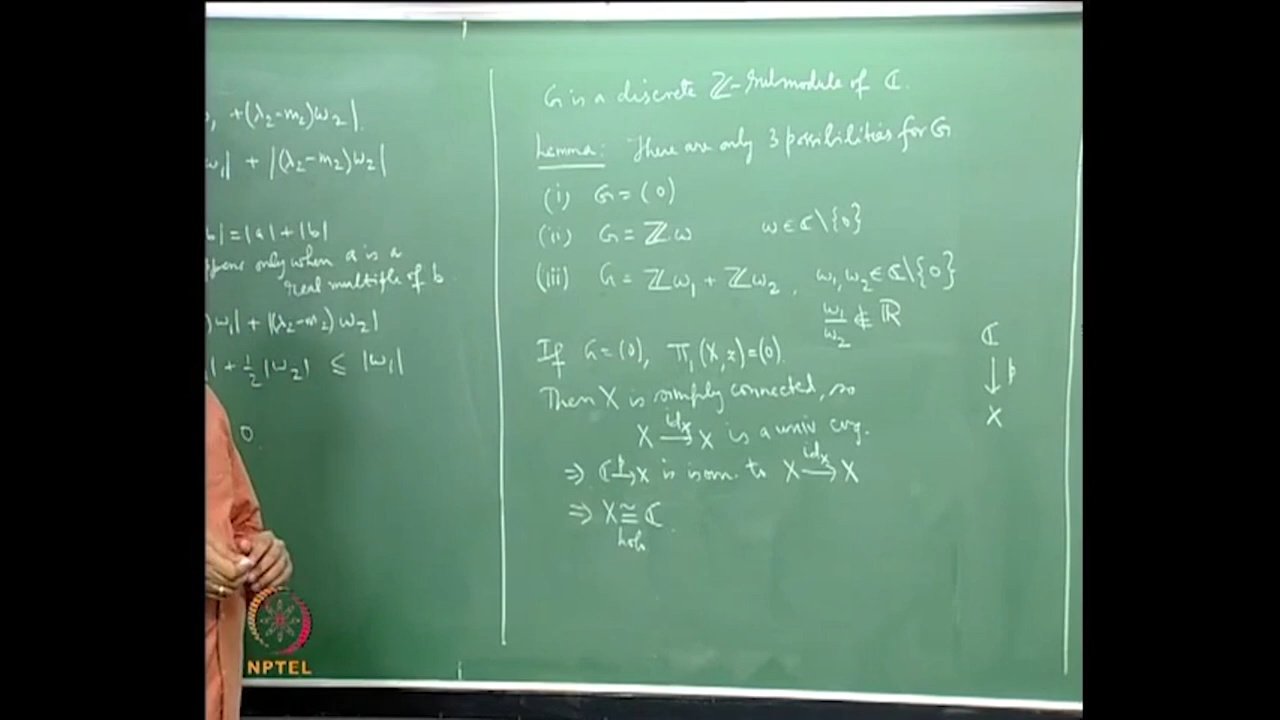 +(λ₂-m₂)ω₂|
ω₁| + |(λ₂-m₂)ω₂|
b| = |a| + |b|
only when a is a
real multiple of b
)ω₁| + |(λ₂-m₂)ω₂|
| + ½|ω₂| ≤ |ω₁|
0
G is a discrete ℤ-submodule of ℂ.
Lemma: There are only 3 possibilities for G
(i) G = (0)
(ii) G = ℤω ω ∈ ℂ\{0}
(iii) G = ℤω₁ + ℤω₂, ω₁, ω₂ ∈ ℂ\{0}
ω₁/ω₂ ∉ ℝ
If G = (0), Π₁(X,x) = (0).
Then X is simply connected, so
X →^{id_X} X is a univ cvg.
⇒ ℂ →^{p} X is isom. to X →^{id_X} X
⇒ X ≅ ℂ.
holo.
ℂ
↓ p
X
NPTEL